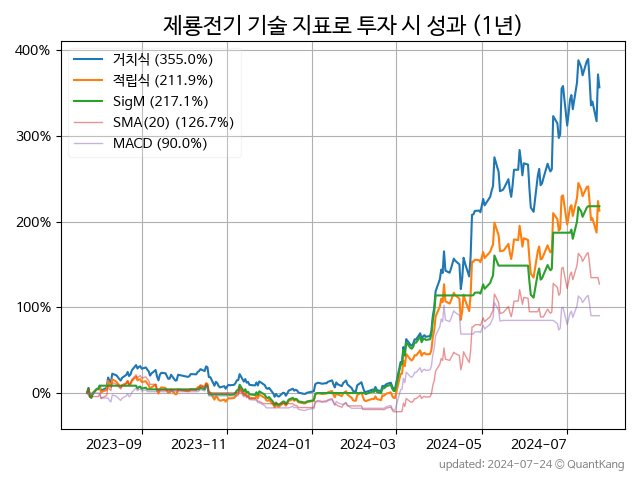 제룡전기 기술 지표로 투자 시 성과 (1년)
400%
300%
200%
100%
0%
거치식 (355.0%)
적립식 (211.9%)
SigM (217.1%)
SMA(20) (126.7%)
MACD (90.0%)
2023-09
2023-11
2024-01
2024-03
2024-05
2024-07
updated: 2024-07-24 @ QuantKang